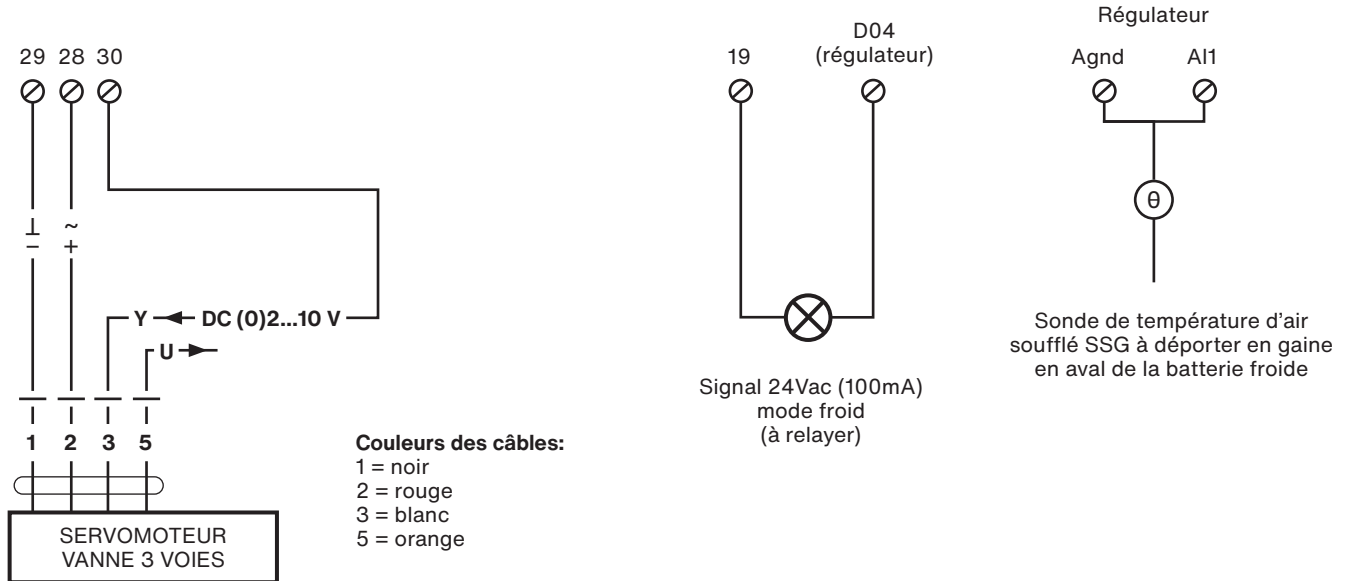 29 28 30
⊥ ~
– +
Y DC (0)2...10 V
U
1 2 3 5
SERVOMOTEUR
VANNE 3 VOIES
Couleurs des câbles:
1 = noir
2 = rouge
3 = blanc
5 = orange
19
D04
(régulateur)
Signal 24Vac (100mA)
mode froid
(à relayer)
Régulateur
Agnd AI1
θ
Sonde de température d'air
soufflé SSG à déporter en gaine
en aval de la batterie froide